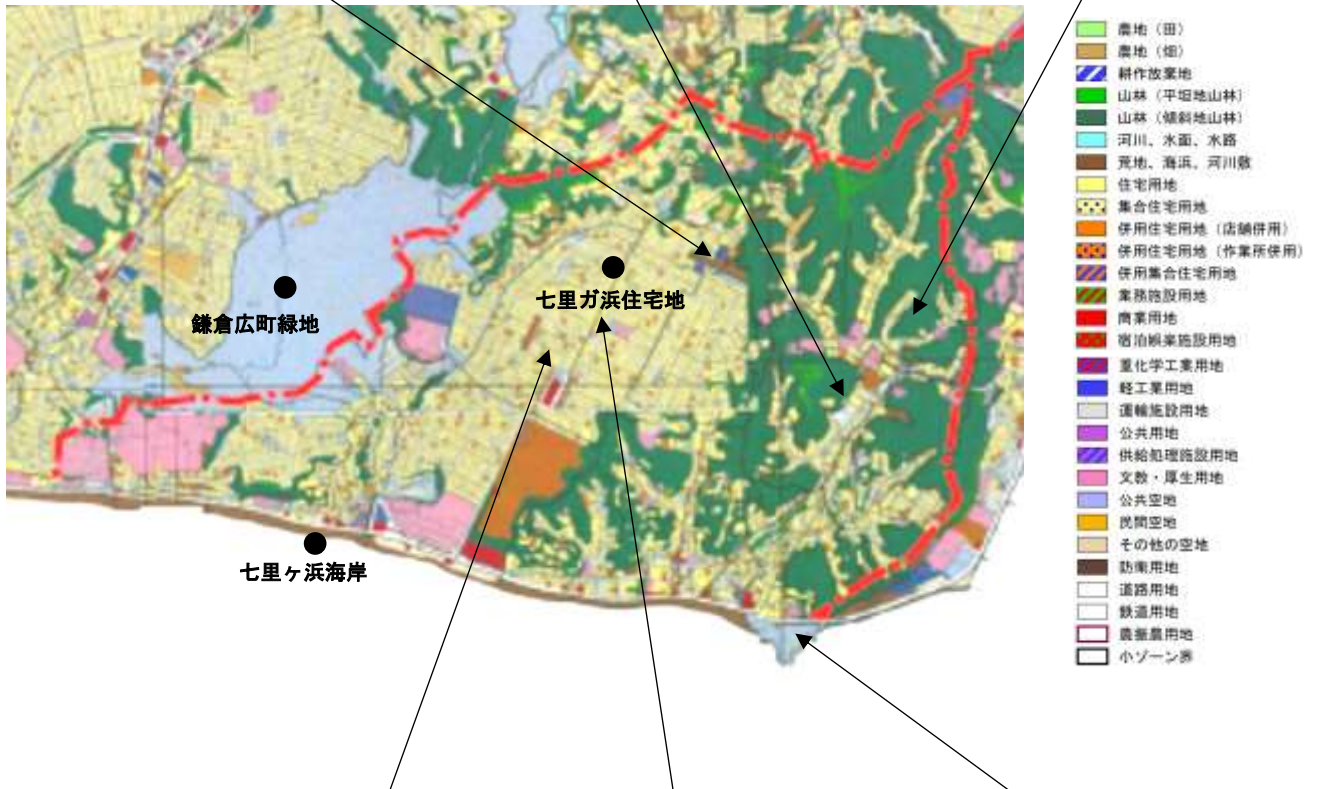 七里ガ浜住宅地
鎌倉広町緑地
七里ヶ浜海岸
農地（田）
農地（畑）
耕作放棄地
山林（平坦地山林）
山林（傾斜地山林）
河川、水面、水路
荒地、海浜、河川敷
住宅用地
集合住宅用地
併用住宅用地（店舗併用）
併用住宅用地（作業所併用）
併用集合住宅用地
業務施設用地
商業用地
宿泊娯楽施設用地
重化学工業用地
軽工業用地
運輸施設用地
公共用地
供給処理施設用地
文教・厚生用地
公共空地
民間空地
その他の空地
防衛用地
道路用地
鉄道用地
農振農用地
小ゾーン界